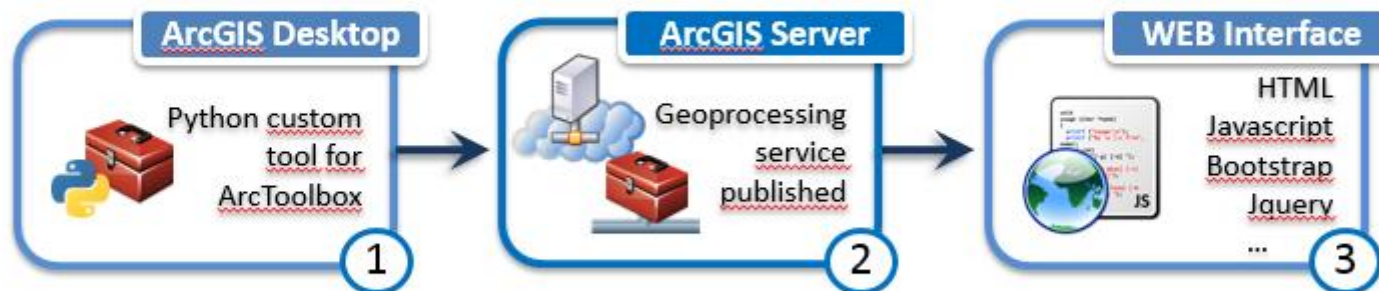 ArcGIS Desktop
Python custom
tool for
ArcToolbox
1
ArcGIS Server
Geoprocessing
service
published
2
WEB Interface
HTML
Javascript
Bootstrap
Jquery
...
JS
3